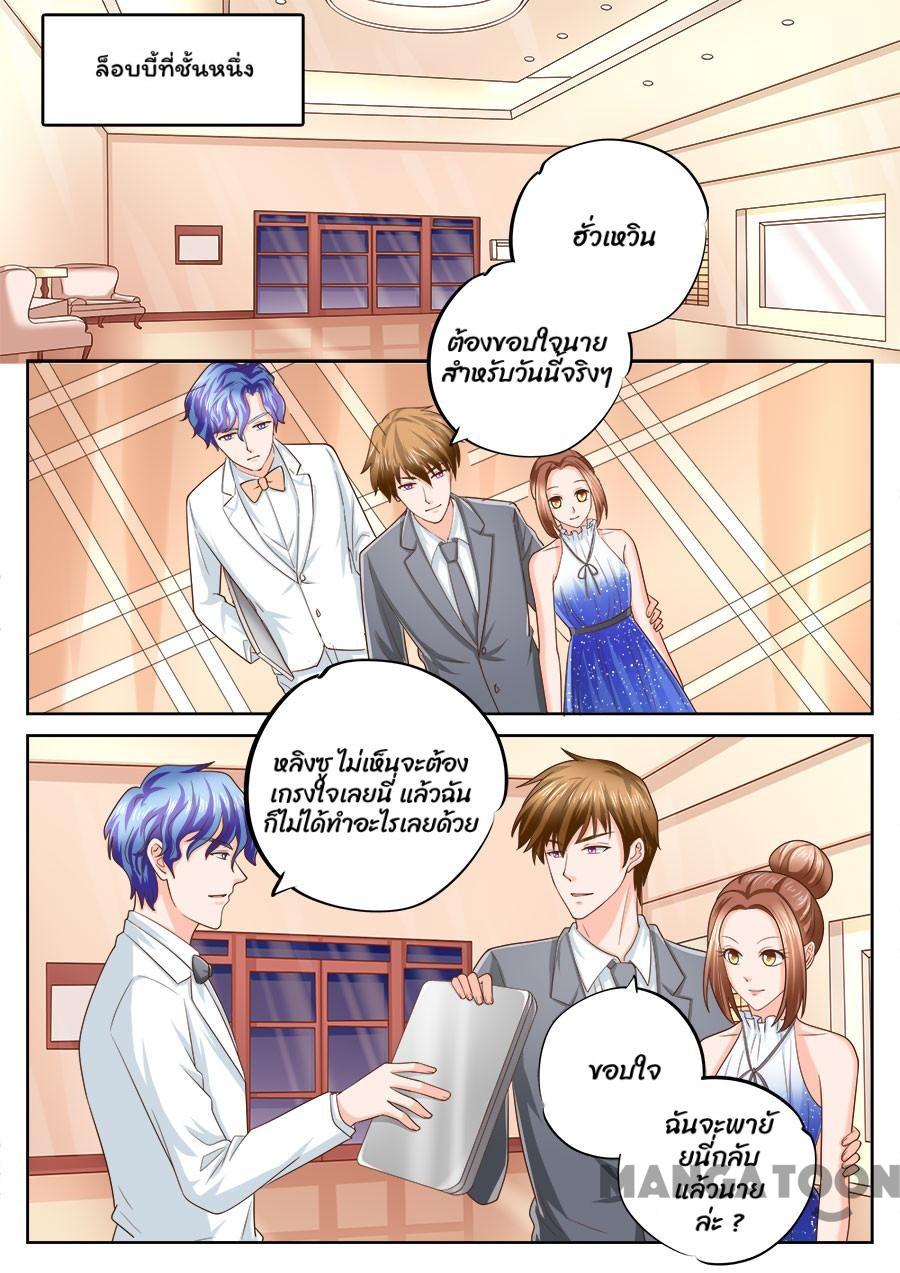 ล็อบบี้ที่ชั้นหนึ่ง
ฮั่วเหวิน
ต้องขอบใจนาย
สำหรับวันนี้จริงๆ
หลิงซู ไม่เห็นจะต้อง
เกรงใจเลยนี่ แล้วฉัน
ก็ไม่ได้ทำอะไรเลยด้วย
ขอบใจ
ฉันจะพายั
ยนี่กลับ
แล้วนาย
ล่ะ ?
MANGATOON